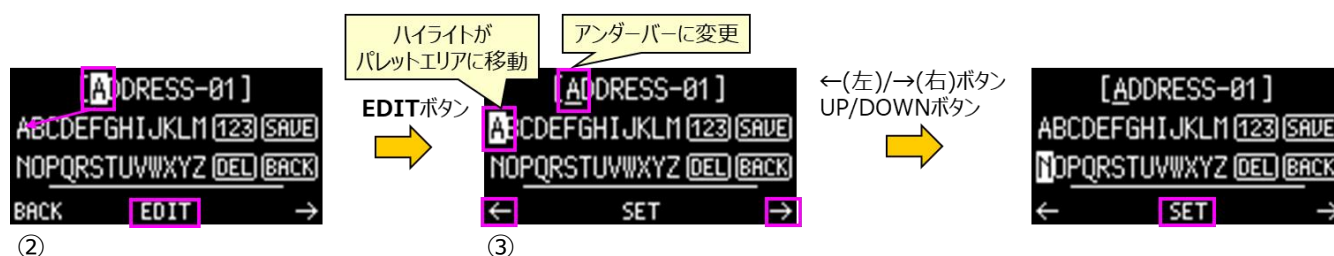 ハイライトが
パレットエリアに移動
アンダーバーに変更
[ADDRESS-01]
ABCDEFGHIJKLM 123 SAVE
NOPQRSTUVWXYZ DEL BACK
BACK EDIT →
②
EDITボタン
[ADDRESS-01]
ABCDEFGHIJKLM 123 SAVE
NOPQRSTUVWXYZ DEL BACK
← SET →
③
←(左)/→(右)ボタン
UP/DOWNボタン
[ADDRESS-01]
ABCDEFGHIJKLM 123 SAVE
NOPQRSTUVWXYZ DEL BACK
← SET →